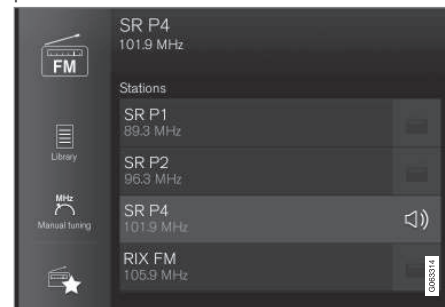 SR P4
101.9 MHz
FM
Stations
SR P1
89.3 MHz
Library
SR P2
96.3 MHz
MHz
Manual tuning
SR P4
101.9 MHz
RIX FM
105.9 MHz
G063314